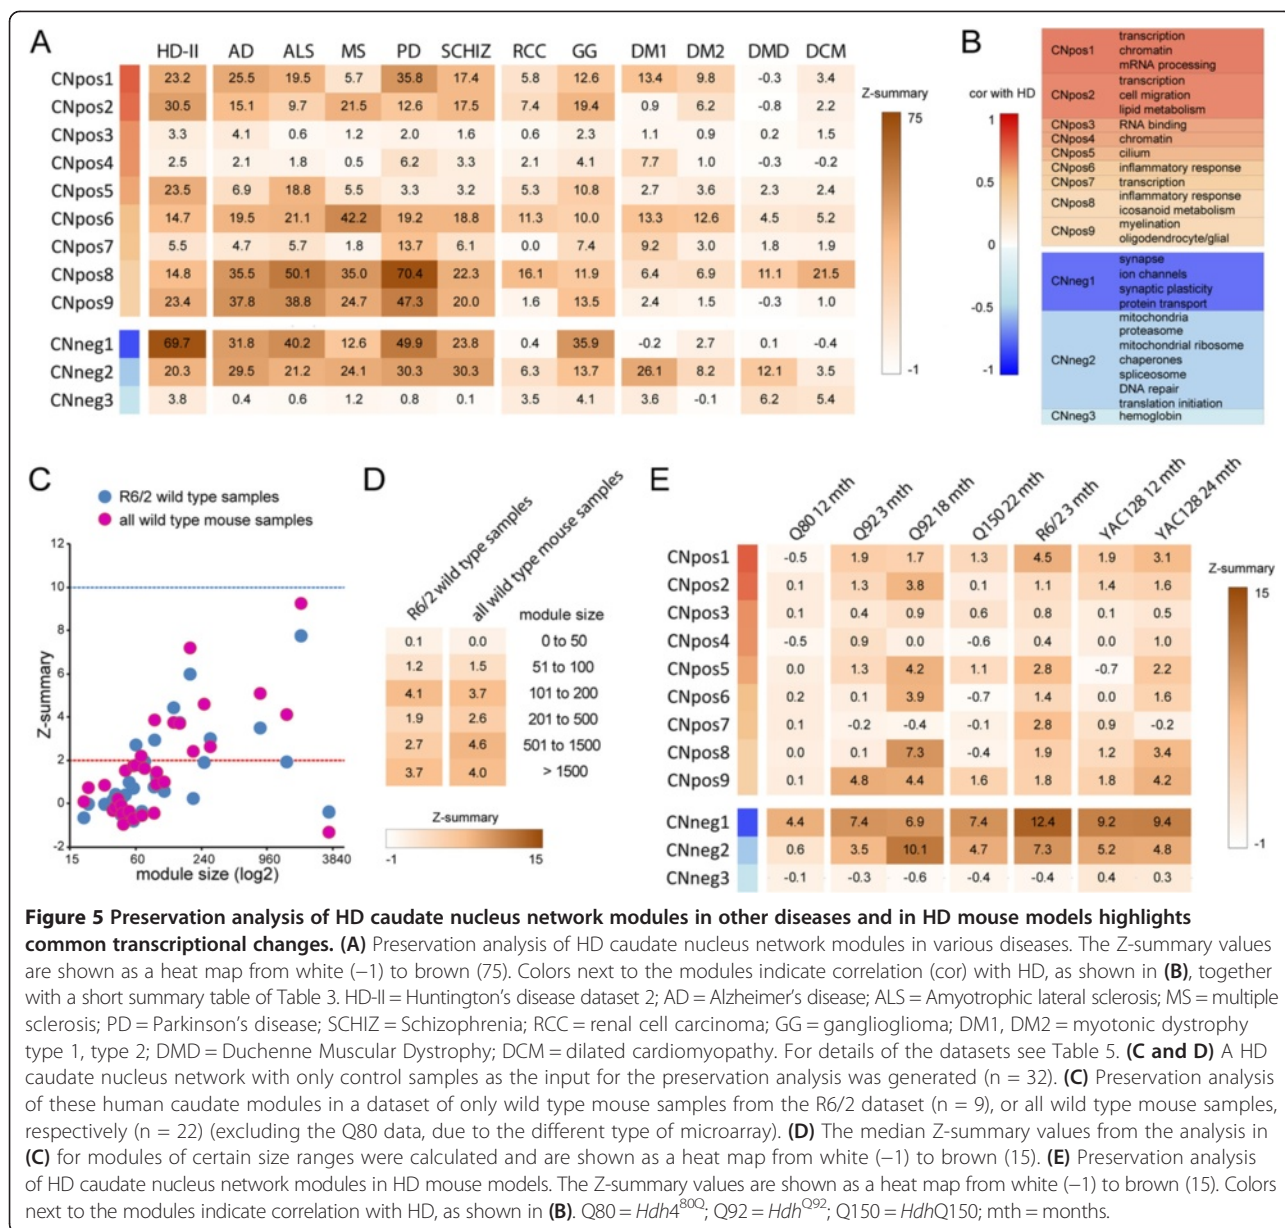 A
HD-II AD ALS MS PD SCHIZ RCC GG DM1 DM2 DMD DCM
CNpos1 23.2 25.5 19.5 5.7 35.8 17.4 5.8 12.6 13.4 9.8 -0.3 3.4
CNpos2 30.5 15.1 9.7 21.5 12.6 17.5 7.4 19.4 0.9 6.2 -0.8 2.2
CNpos3 3.3 4.1 0.6 1.2 2.0 1.6 0.6 2.3 1.1 0.9 0.2 1.5
CNpos4 2.5 2.1 1.8 0.5 6.2 3.3 2.1 4.1 7.7 1.0 -0.3 -0.2
CNpos5 23.5 6.9 18.8 5.5 3.3 3.2 5.3 10.8 2.7 3.6 2.3 2.4
CNpos6 14.7 19.5 21.1 42.2 19.2 18.8 11.3 10.0 13.3 12.6 4.5 5.2
CNpos7 5.5 4.7 5.7 1.8 13.7 6.1 0.0 7.4 9.2 3.0 1.8 1.9
CNpos8 14.8 35.5 50.1 35.0 70.4 22.3 16.1 11.9 6.4 6.9 11.1 21.5
CNpos9 23.4 37.8 38.8 24.7 47.3 20.0 1.6 13.5 2.4 1.5 -0.3 1.0
CNneg1 69.7 31.8 40.2 12.6 49.9 23.8 0.4 35.9 -0.2 2.7 0.1 -0.4
CNneg2 20.3 29.5 21.2 24.1 30.3 30.3 6.3 13.7 26.1 8.2 12.1 3.5
CNneg3 3.8 0.4 0.6 1.2 0.8 0.1 3.5 4.1 3.6 -0.1 6.2 5.4
Z-summary
75
-1
B
cor with HD
1
0.5
0
-0.5
-1
CNpos1 transcription
chromatin
mRNA processing
CNpos2 transcription
cell migration
lipid metabolism
CNpos3 RNA binding
CNpos4 chromatin
CNpos5 cilium
CNpos6 inflammatory response
CNpos7 transcription
CNpos8 inflammatory response
icosanoid metabolism
CNpos9 myelination
oligodendrocyte/glial
CNneg1 synapse
ion channels
synaptic plasticity
protein transport
CNneg2 mitochondria
proteasome
mitochondrial ribosome
chaperones
spliceosome
DNA repair
translation initiation
CNneg3 hemoglobin
C
R6/2 wild type samples
all wild type mouse samples
Z-summary
12
10
8
6
4
2
0
-2
15 60 240 960 3840
module size (log2)
D
R6/2 wild type samples
all wild type mouse samples
module size
0.1 0.0 0 to 50
1.2 1.5 51 to 100
4.1 3.7 101 to 200
1.9 2.6 201 to 500
2.7 4.6 501 to 1500
3.7 4.0 > 1500
Z-summary
-1 15
E
Q80 12 mth Q92 3 mth Q92 18 mth Q150 22 mth R6/2 3 mth YAC128 12 mth YAC128 24 mth
CNpos1 -0.5 1.9 1.7 1.3 4.5 1.9 3.1
CNpos2 0.1 1.3 3.8 0.1 1.1 1.4 1.6
CNpos3 0.1 0.4 0.9 0.6 0.8 0.1 0.5
CNpos4 -0.5 0.9 0.0 -0.6 0.4 0.0 1.0
CNpos5 0.0 1.3 4.2 1.1 2.8 -0.7 2.2
CNpos6 0.2 0.1 3.9 -0.7 1.4 0.0 1.6
CNpos7 0.1 -0.2 -0.4 -0.1 2.8 0.9 -0.2
CNpos8 0.0 0.1 7.3 -0.4 1.9 1.2 3.4
CNpos9 0.1 4.8 4.4 1.6 1.8 1.8 4.2
CNneg1 4.4 7.4 6.9 7.4 12.4 9.2 9.4
CNneg2 0.6 3.5 10.1 4.7 7.3 5.2 4.8
CNneg3 -0.1 -0.3 -0.6 -0.4 -0.4 0.4 0.3
Z-summary
15
-1
Figure 5 Preservation analysis of HD caudate nucleus network modules in other diseases and in HD mouse models highlights
common transcriptional changes. (A) Preservation analysis of HD caudate nucleus network modules in various diseases. The Z-summary values
are shown as a heat map from white (−1) to brown (75). Colors next to the modules indicate correlation (cor) with HD, as shown in (B), together
with a short summary table of Table 3. HD-II = Huntington's disease dataset 2; AD = Alzheimer's disease; ALS = Amyotrophic lateral sclerosis; MS = multiple
sclerosis; PD = Parkinson's disease; SCHIZ = Schizophrenia; RCC = renal cell carcinoma; GG = ganglioglioma; DM1, DM2 = myotonic dystrophy
type 1, type 2; DMD = Duchenne Muscular Dystrophy; DCM = dilated cardiomyopathy. For details of the datasets see Table 5. (C and D) A HD
caudate nucleus network with only control samples as the input for the preservation analysis was generated (n = 32). (C) Preservation analysis
of these human caudate modules in a dataset of only wild type mouse samples from the R6/2 dataset (n = 9), or all wild type mouse samples,
respectively (n = 22) (excluding the Q80 data, due to the different type of microarray). (D) The median Z-summary values from the analysis in
(C) for modules of certain size ranges were calculated and are shown as a heat map from white (−1) to brown (15). (E) Preservation analysis
of HD caudate nucleus network modules in HD mouse models. The Z-summary values are shown as a heat map from white (−1) to brown (15). Colors
next to the modules indicate correlation with HD, as shown in (B). Q80 = Hdh4^80Q; Q92 = Hdh^Q92; Q150 = HdhQ150; mth = months.